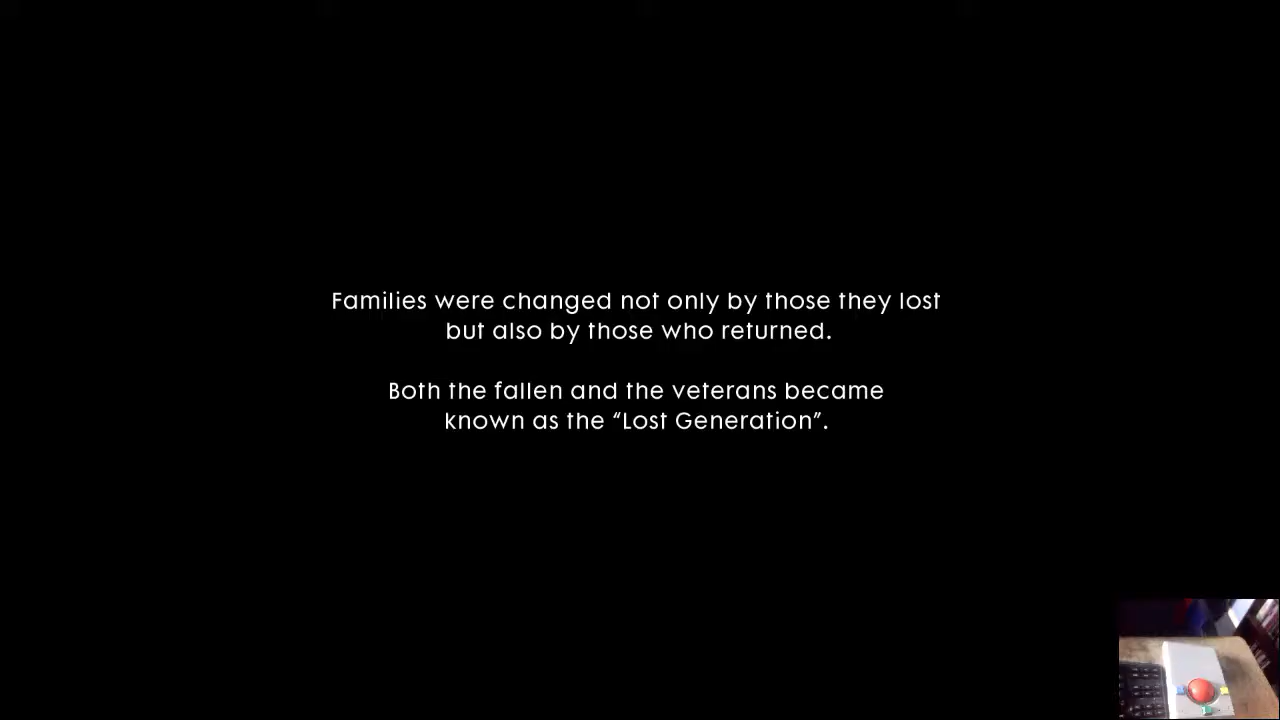 Families were changed not only by those they lost
but also by those who returned.
Both the fallen and the veterans became
known as the “Lost Generation”.